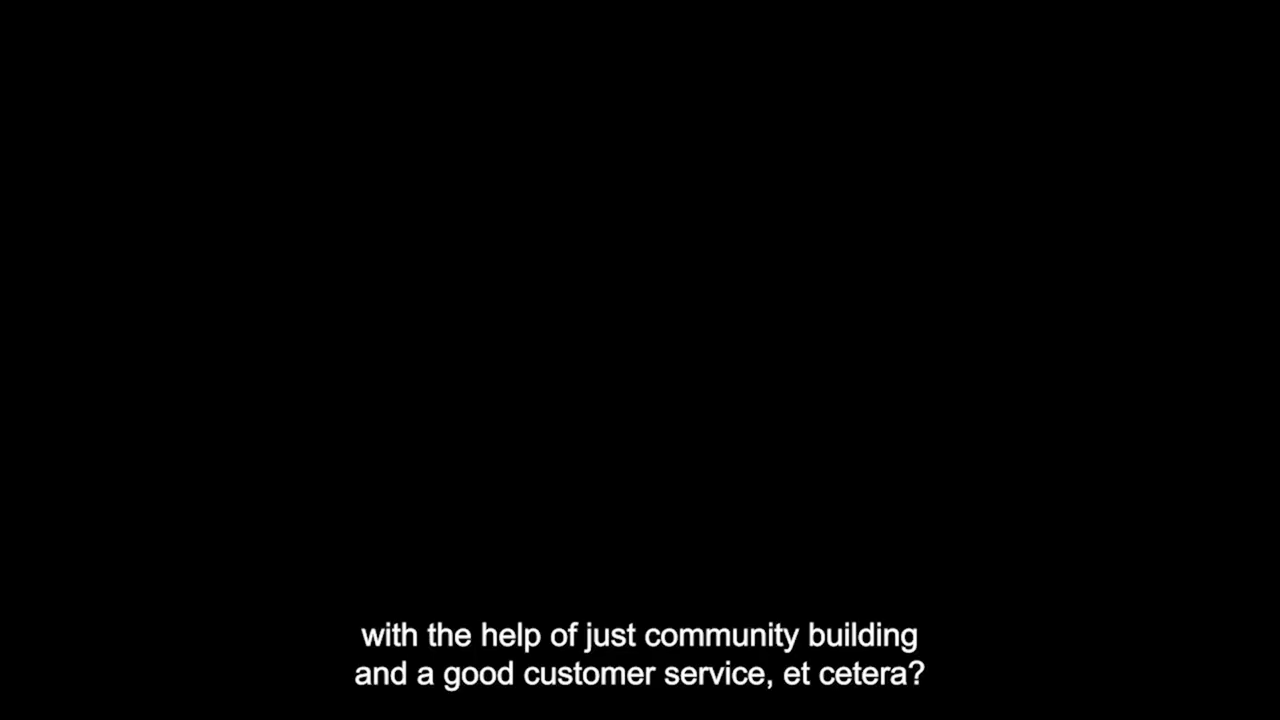 with the help of just community building
and a good customer service, et cetera?